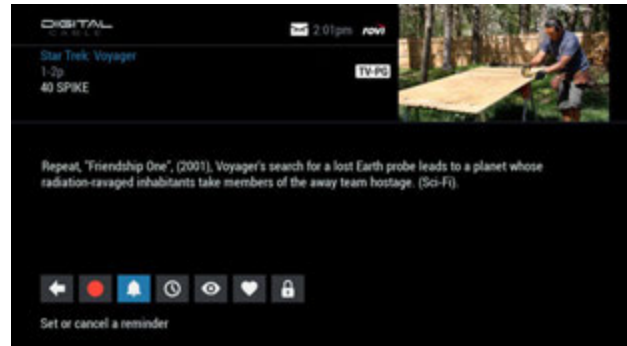 DIGITAL
CABLE
2:01pm rovi
Star Trek: Voyager
1-2p
TV-PG
40 SPIKE
Repeat, "Friendship One", (2001), Voyager's search for a lost Earth probe leads to a planet whose
radiation-ravaged inhabitants take members of the away team hostage. (Sci-Fi).
Set or cancel a reminder